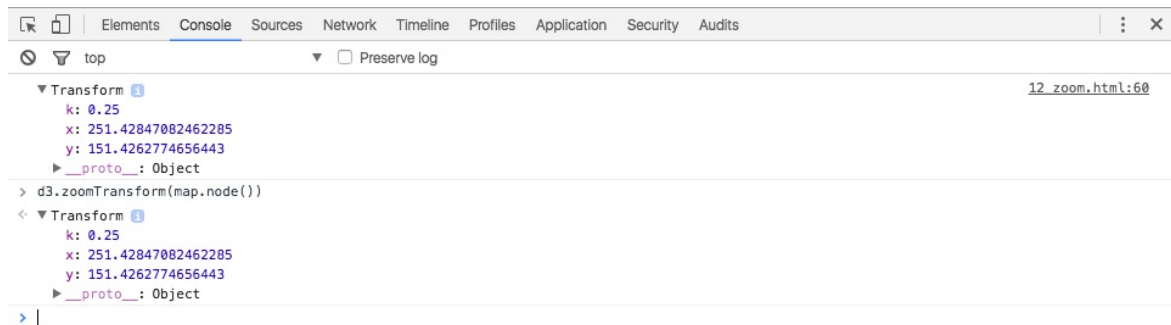 Elements Console Sources Network Timeline Profiles Application Security Audits
top Preserve log
Transform 12_zoom.html:60
k: 0.25
x: 251.42847082462285
y: 151.4262774656443
__proto__: Object
> d3.zoomTransform(map.node())
Transform
k: 0.25
x: 251.42847082462285
y: 151.4262774656443
__proto__: Object
>